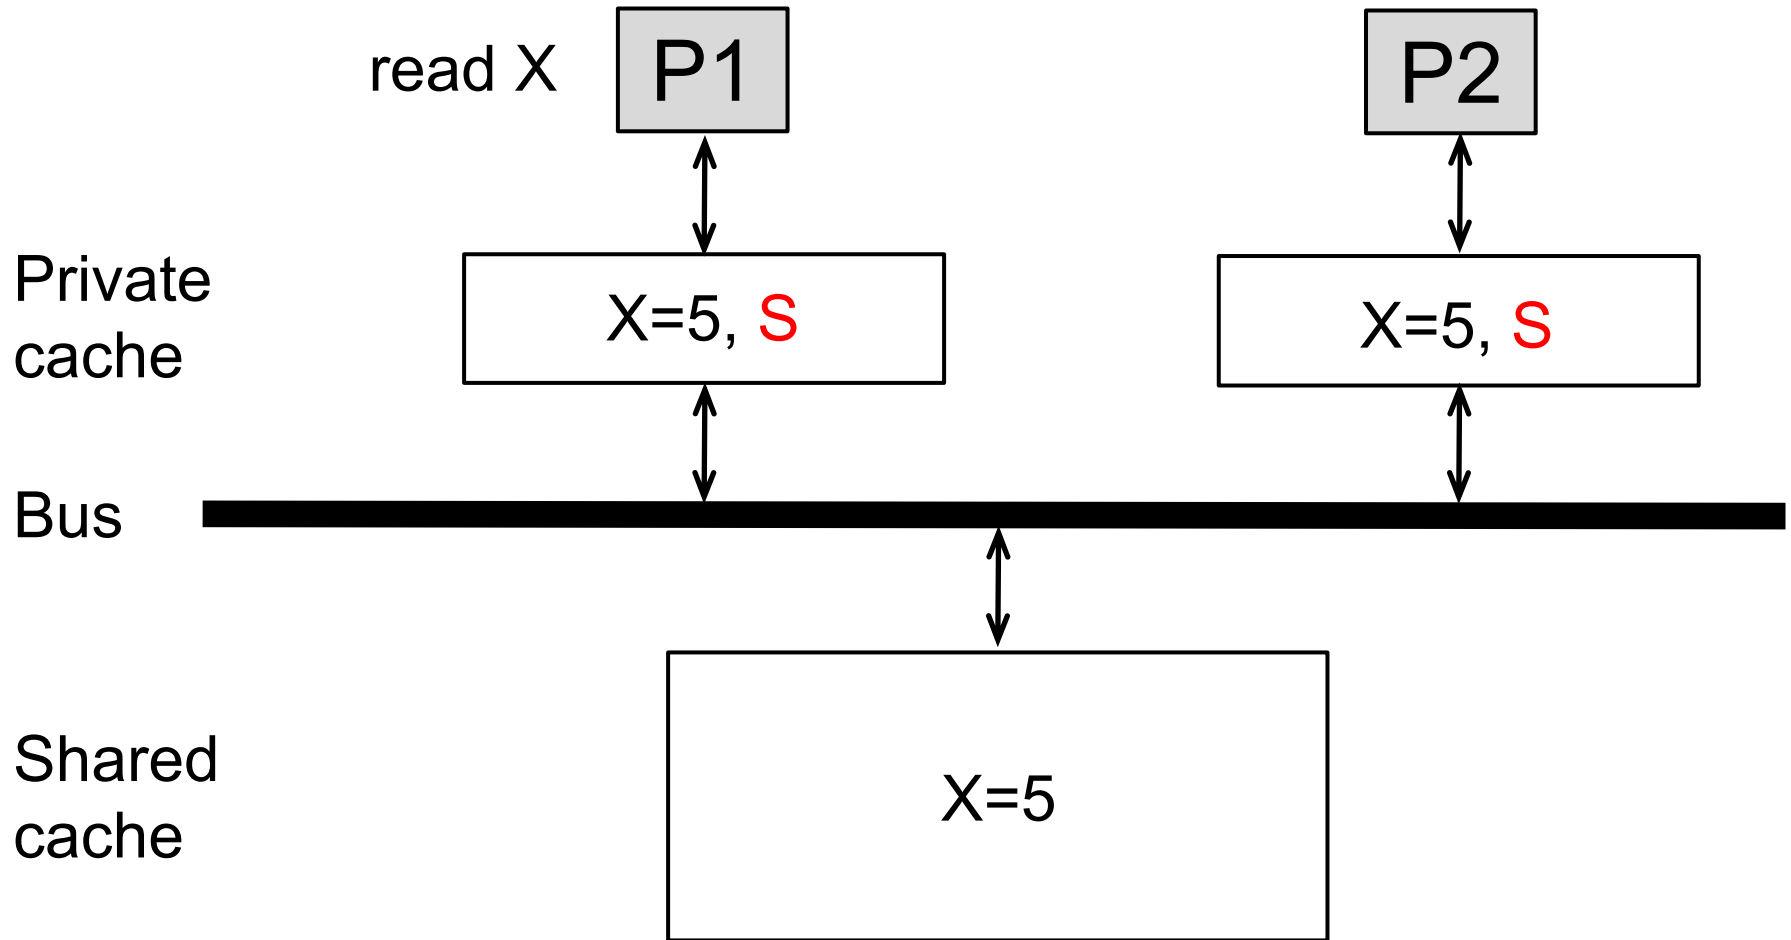 read X
P1
P2
Private
cache
X=5, S
X=5, S
Bus
Shared
cache
X=5